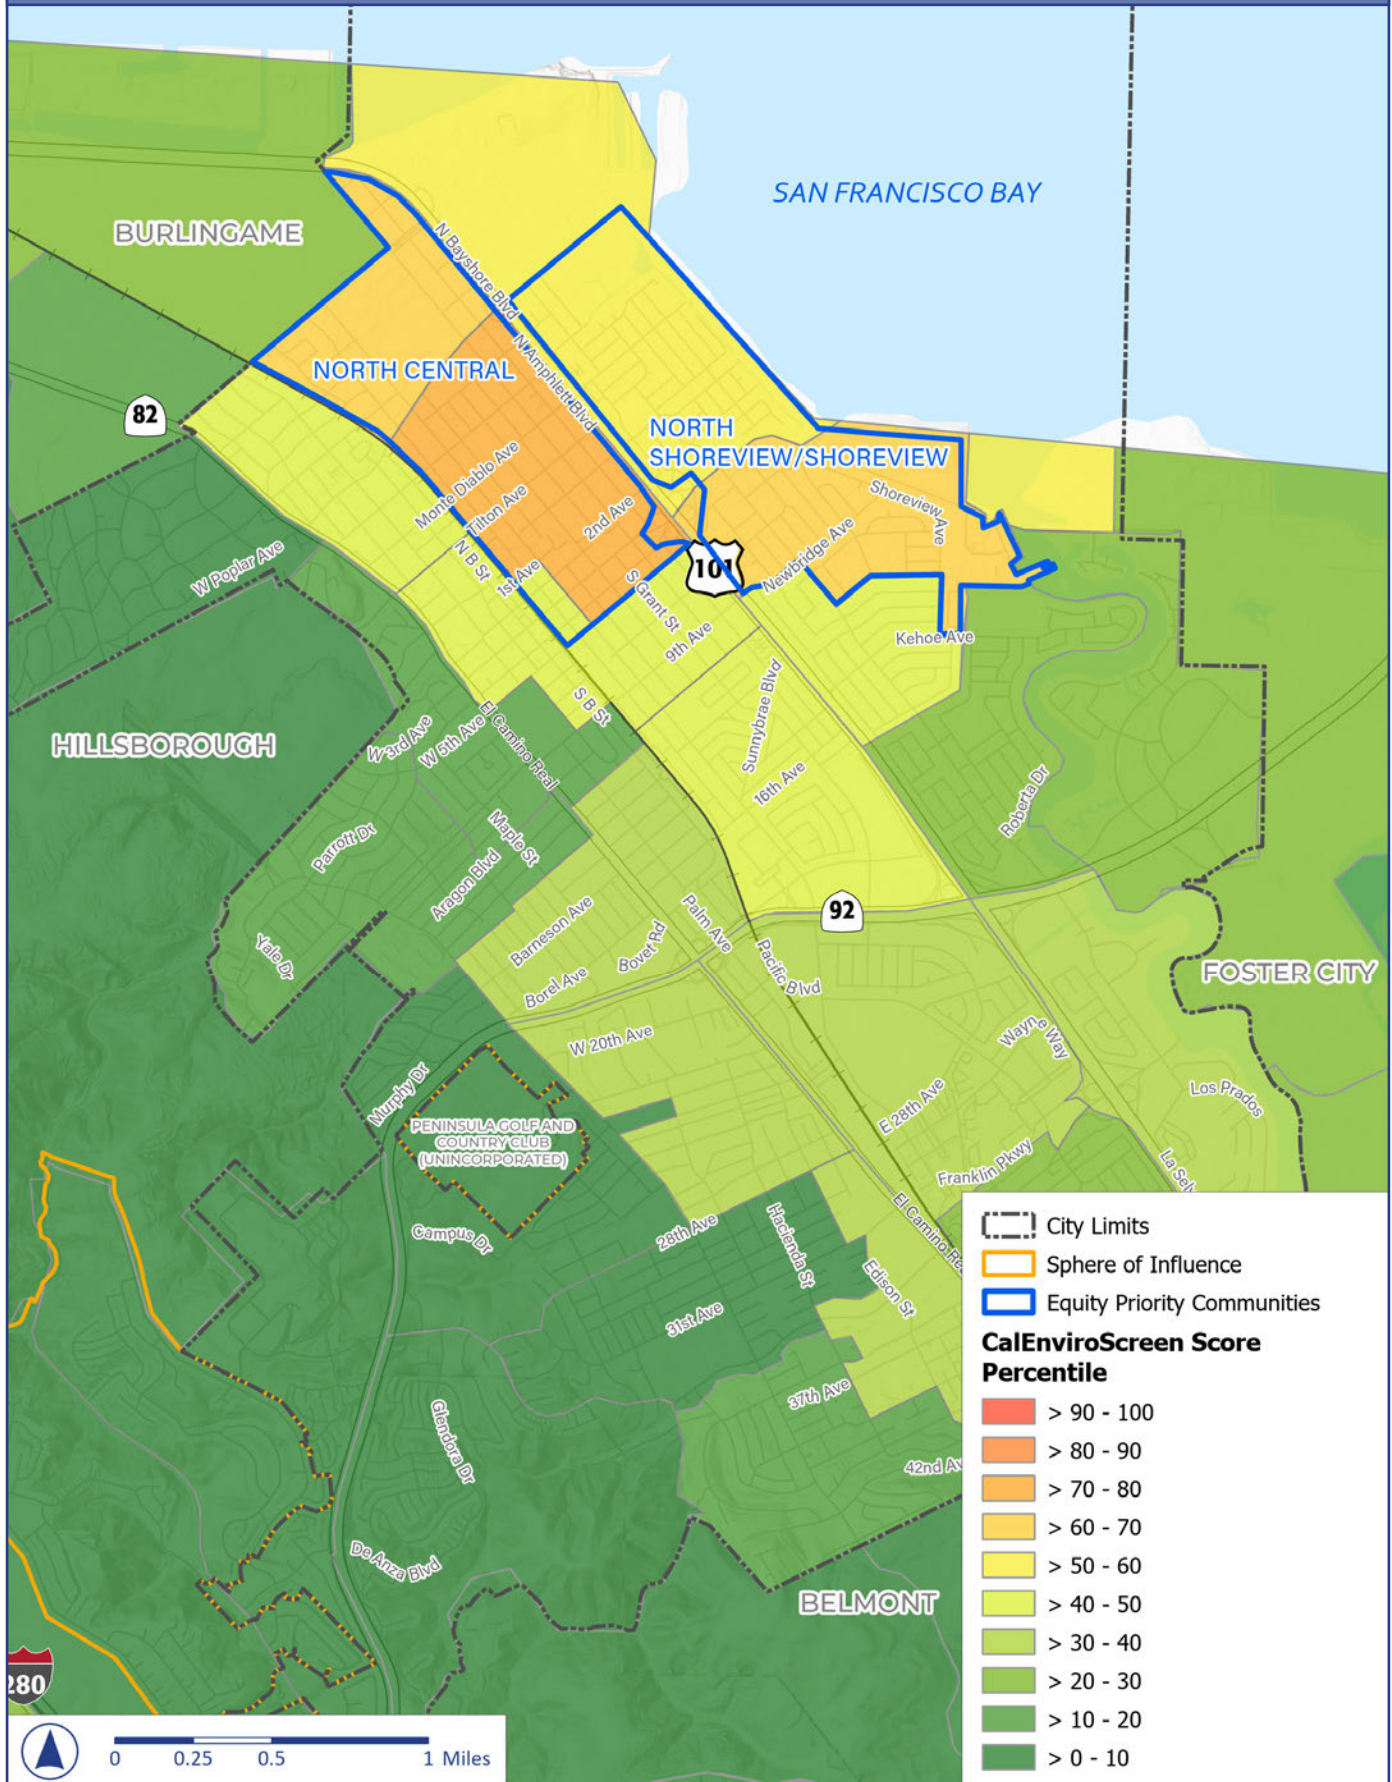 SAN FRANCISCO BAY
BURLINGAME
N Bayshore Blvd
NORTH CENTRAL
N Amphlett Blvd
82
NORTH
SHOREVIEW/SHOREVIEW
Monte Diablo Ave
Tilton Ave
2nd Ave
Shoreview Ave
Newbridge Ave
W Poplar Ave
N B St
1st Ave
101
S Grant St
9th Ave
Kehoe Ave
HILLSBOROUGH
W 3rd Ave
W 5th Ave
El Camino Real
S B St
Sunnybrae Blvd
16th Ave
Roberta Dr
Parrott Dr
Maple St
Aragon Blvd
Yale Dr
Barneson Ave
Borel Ave
Bovet Rd
Palm Ave
92
Pacific Blvd
FOSTER CITY
W 20th Ave
Wayne Way
Murphy Dr
E 28th Ave
Los Prados
PENINSULA GOLF AND
COUNTRY CLUB
(UNINCORPORATED)
Franklin Pkwy
La Selv
Campus Dr
28th Ave
Hacienda St
El Camino Rea
Edison St
31st Ave
37th Ave
Glendora Dr
42nd Av
De Anza Blvd
BELMONT
280
City Limits
Sphere of Influence
Equity Priority Communities
CalEnviroScreen Score
Percentile
> 90 - 100
> 80 - 90
> 70 - 80
> 60 - 70
> 50 - 60
> 40 - 50
> 30 - 40
> 20 - 30
> 10 - 20
> 0 - 10
0 0.25 0.5 1 Miles